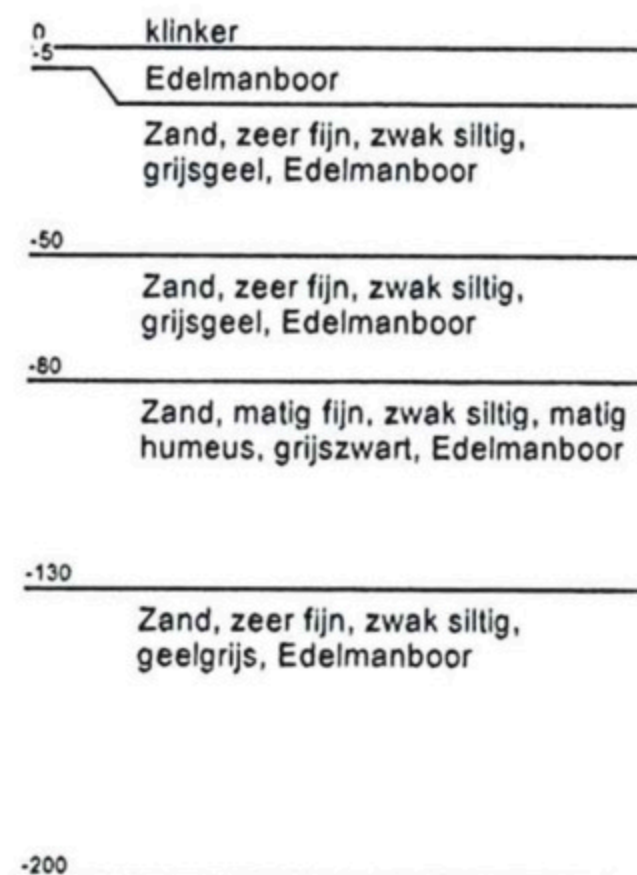 0 klinker
-5
Edelmanboor
Zand, zeer fijn, zwak siltig,
grijsgeel, Edelmanboor
-50
Zand, zeer fijn, zwak siltig,
grijsgeel, Edelmanboor
-80
Zand, matig fijn, zwak siltig, matig
humeus, grijszwart, Edelmanboor
-130
Zand, zeer fijn, zwak siltig,
geelgrijs, Edelmanboor
-200